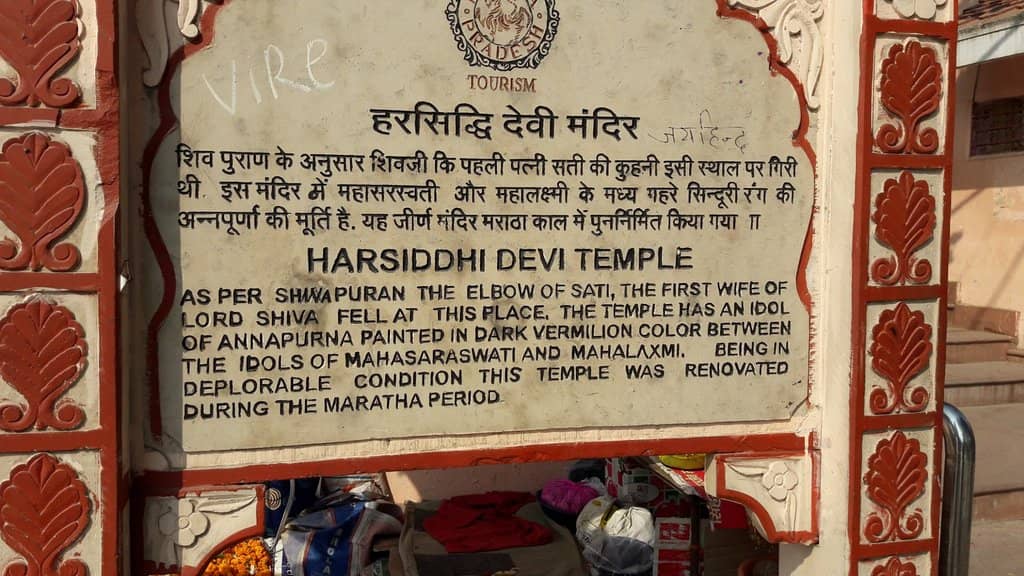 PRADESH
TOURISM
VIRE
हरसिद्धि देवी मंदिर
जयहिन्द
शिव पुराण के अनुसार शिवजी कि पहली पत्नी सती की कुहनी इसी स्थाल पर गिरी
थी. इस मंदिर में महासरस्वती और महालक्ष्मी के मध्य गहरे सिन्दूरी रंग की
अन्नपूर्णा की मूर्ति है. यह जीर्ण मंदिर मराठा काल में पुनर्निर्मित किया गया
HARSIDDHI DEVI TEMPLE
AS PER SHIVAPURAN THE ELBOW OF SATI, THE FIRST WIFE OF
LORD SHIVA FELL AT THIS PLACE. THE TEMPLE HAS AN IDOL
OF ANNAPURNA PAINTED IN DARK VERMILION COLOR BETWEEN
THE IDOLS OF MAHASARASWATI AND MAHALAXMI. BEING IN
DEPLORABLE CONDITION THIS TEMPLE WAS RENOVATED
DURING THE MARATHA PERIOD